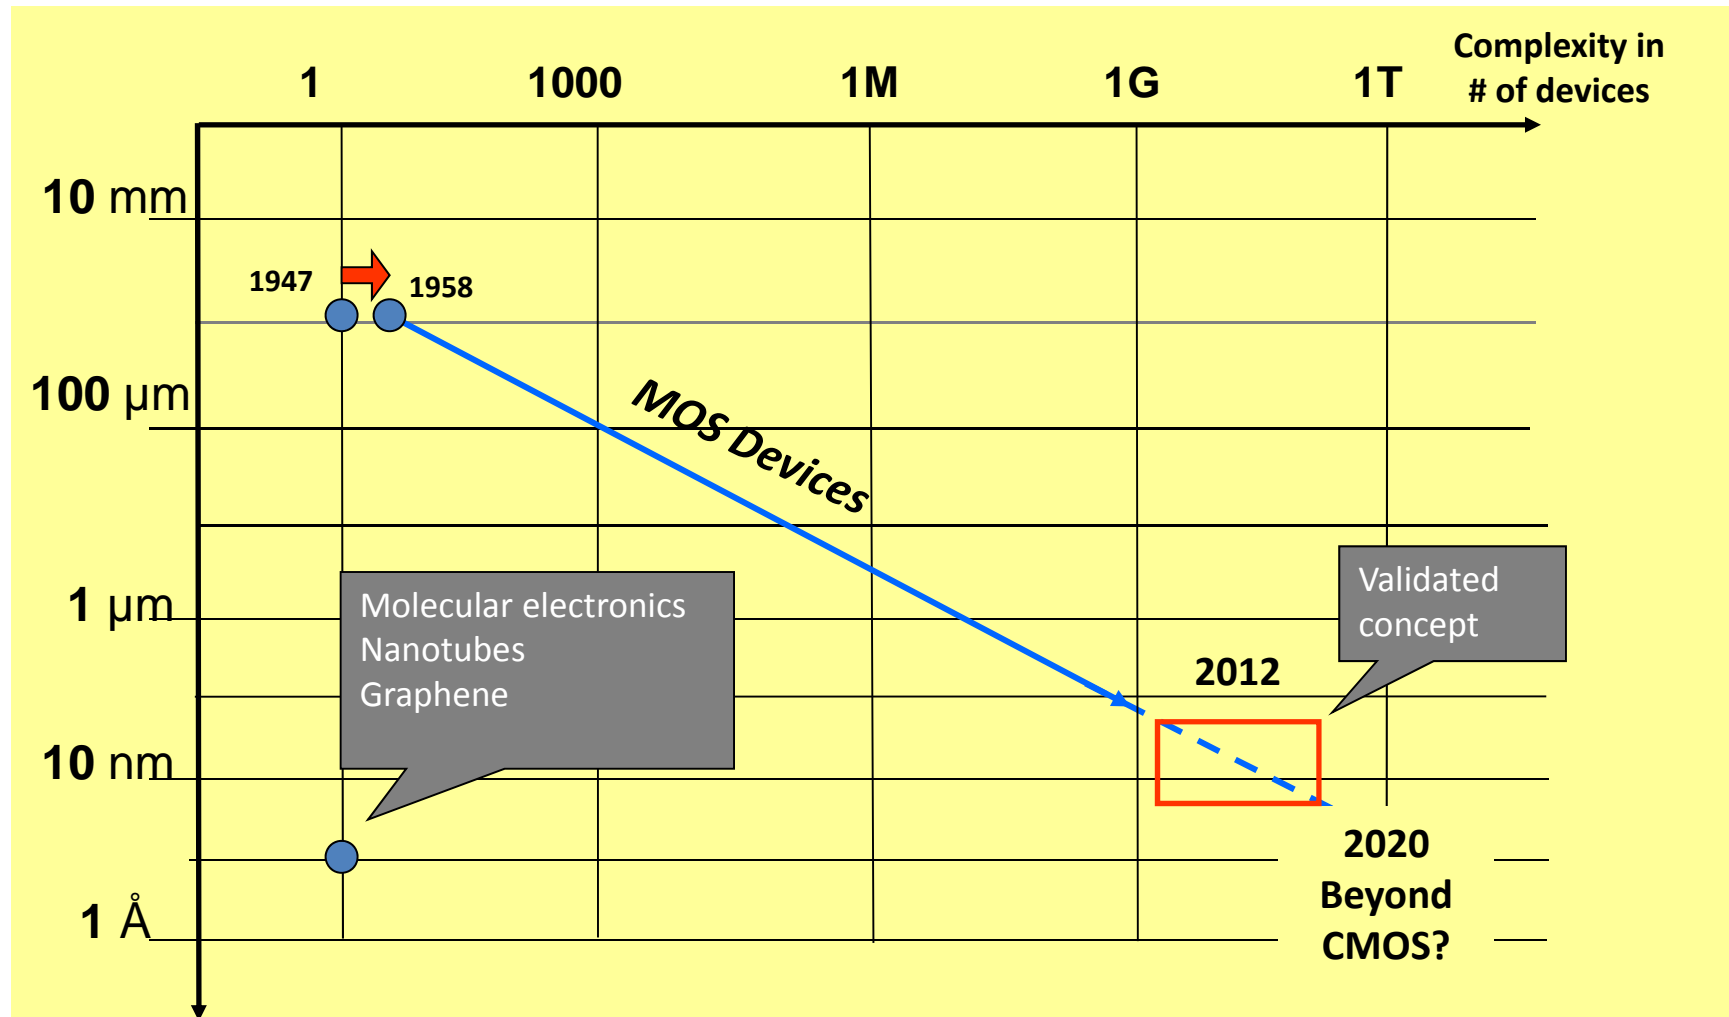 Complexity in
# of devices
1 1000 1M 1G 1T
10 mm
1947
1958
100 µm
MOS Devices
1 µm
Molecular electronics
Nanotubes
Graphene
Validated
concept
2012
10 nm
2020
Beyond
CMOS?
1 Å